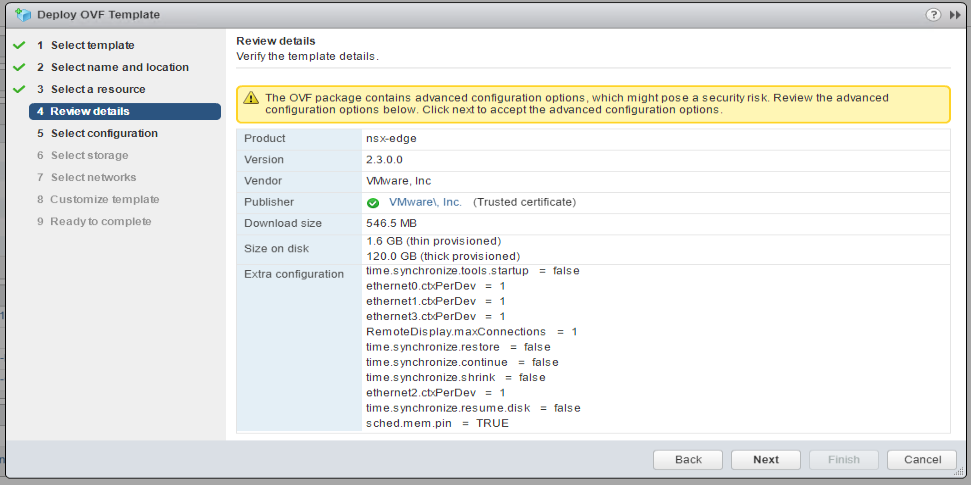 Deploy OVF Template
?
1 Select template
2 Select name and location
3 Select a resource
4 Review details
5 Select configuration
6 Select storage
7 Select networks
8 Customize template
9 Ready to complete
Review details
Verify the template details.
The OVF package contains advanced configuration options, which might pose a security risk. Review the advanced
configuration options below. Click next to accept the advanced configuration options.
Product nsx-edge
Version 2.3.0.0
Vendor VMware, Inc
Publisher VMware\, Inc. (Trusted certificate)
Download size 546.5 MB
Size on disk 1.6 GB (thin provisioned)
120.0 GB (thick provisioned)
Extra configuration time.synchronize.tools.startup = false
ethernet0.ctxPerDev = 1
ethernet1.ctxPerDev = 1
ethernet3.ctxPerDev = 1
RemoteDisplay.maxConnections = 1
time.synchronize.restore = false
time.synchronize.continue = false
time.synchronize.shrink = false
ethernet2.ctxPerDev = 1
time.synchronize.resume.disk = false
sched.mem.pin = TRUE
Back Next Finish Cancel